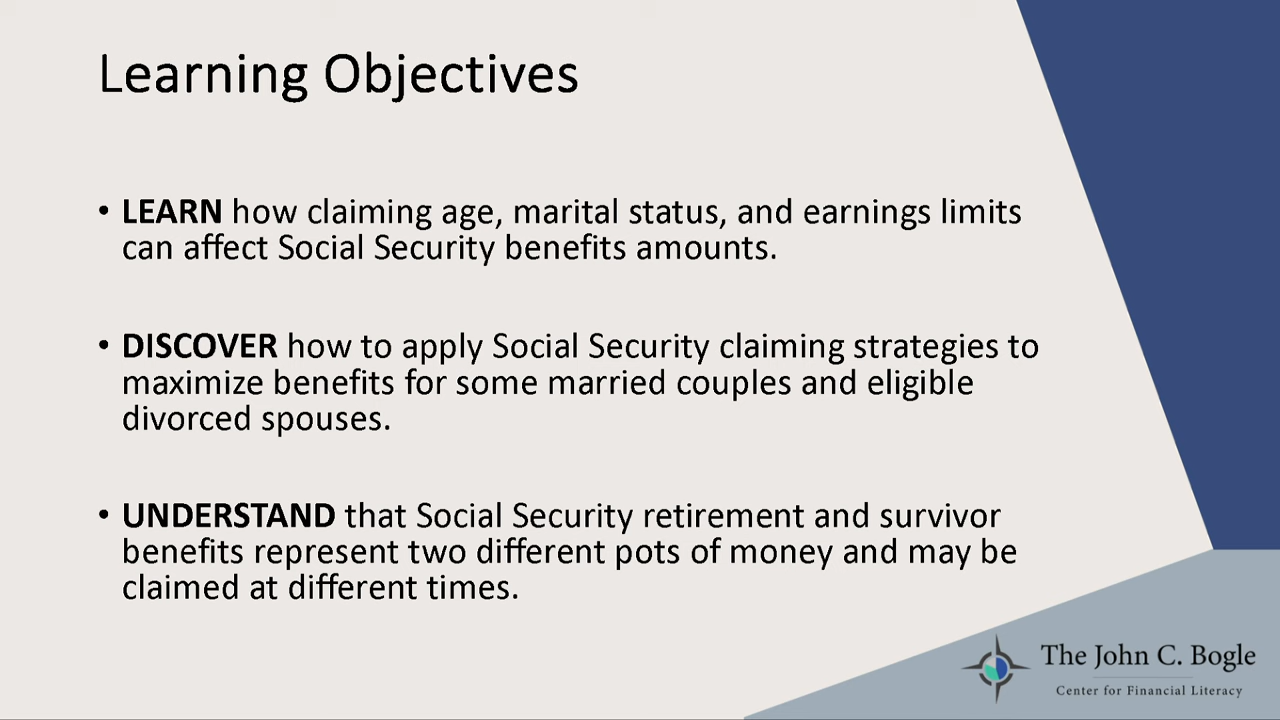 Learning Objectives
• LEARN how claiming age, marital status, and earnings limits
can affect Social Security benefits amounts.
• DISCOVER how to apply Social Security claiming strategies to
maximize benefits for some married couples and eligible
divorced spouses.
• UNDERSTAND that Social Security retirement and survivor
benefits represent two different pots of money and may be
claimed at different times.
The John C. Bogle
Center for Financial Literacy